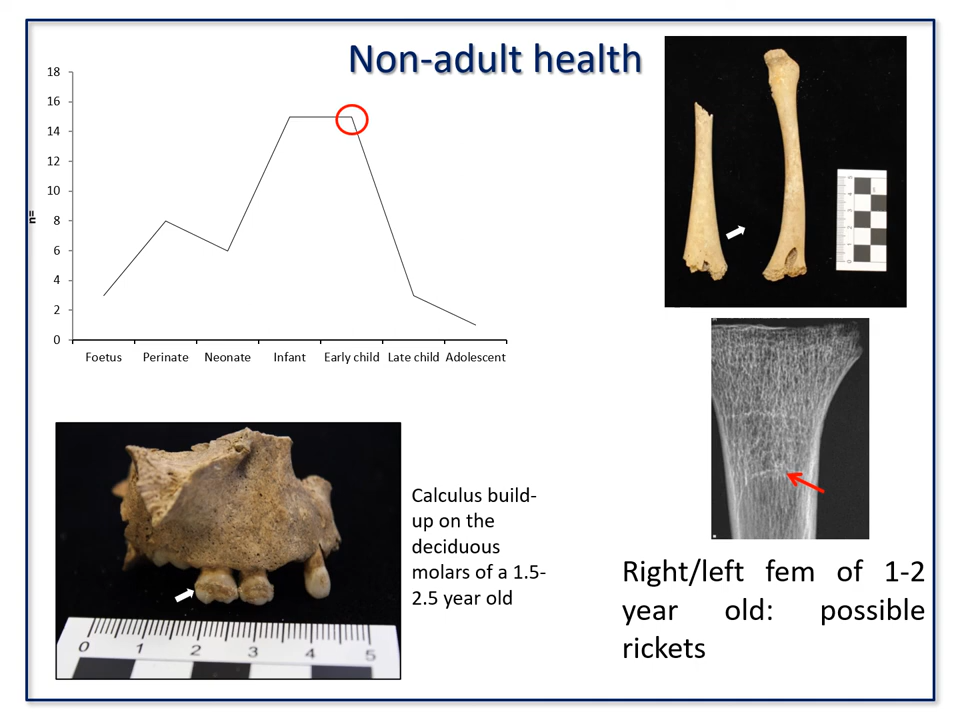 Non-adult health
18
16
14
12
10
8
6
4
2
0
n=
Foetus Perinate Neonate Infant Early child Late child Adolescent
Calculus build-
up on the
deciduous
molars of a 1.5-
2.5 year old
0 1 2 3 4 5
Right/left fem of 1-2
year old: possible
rickets